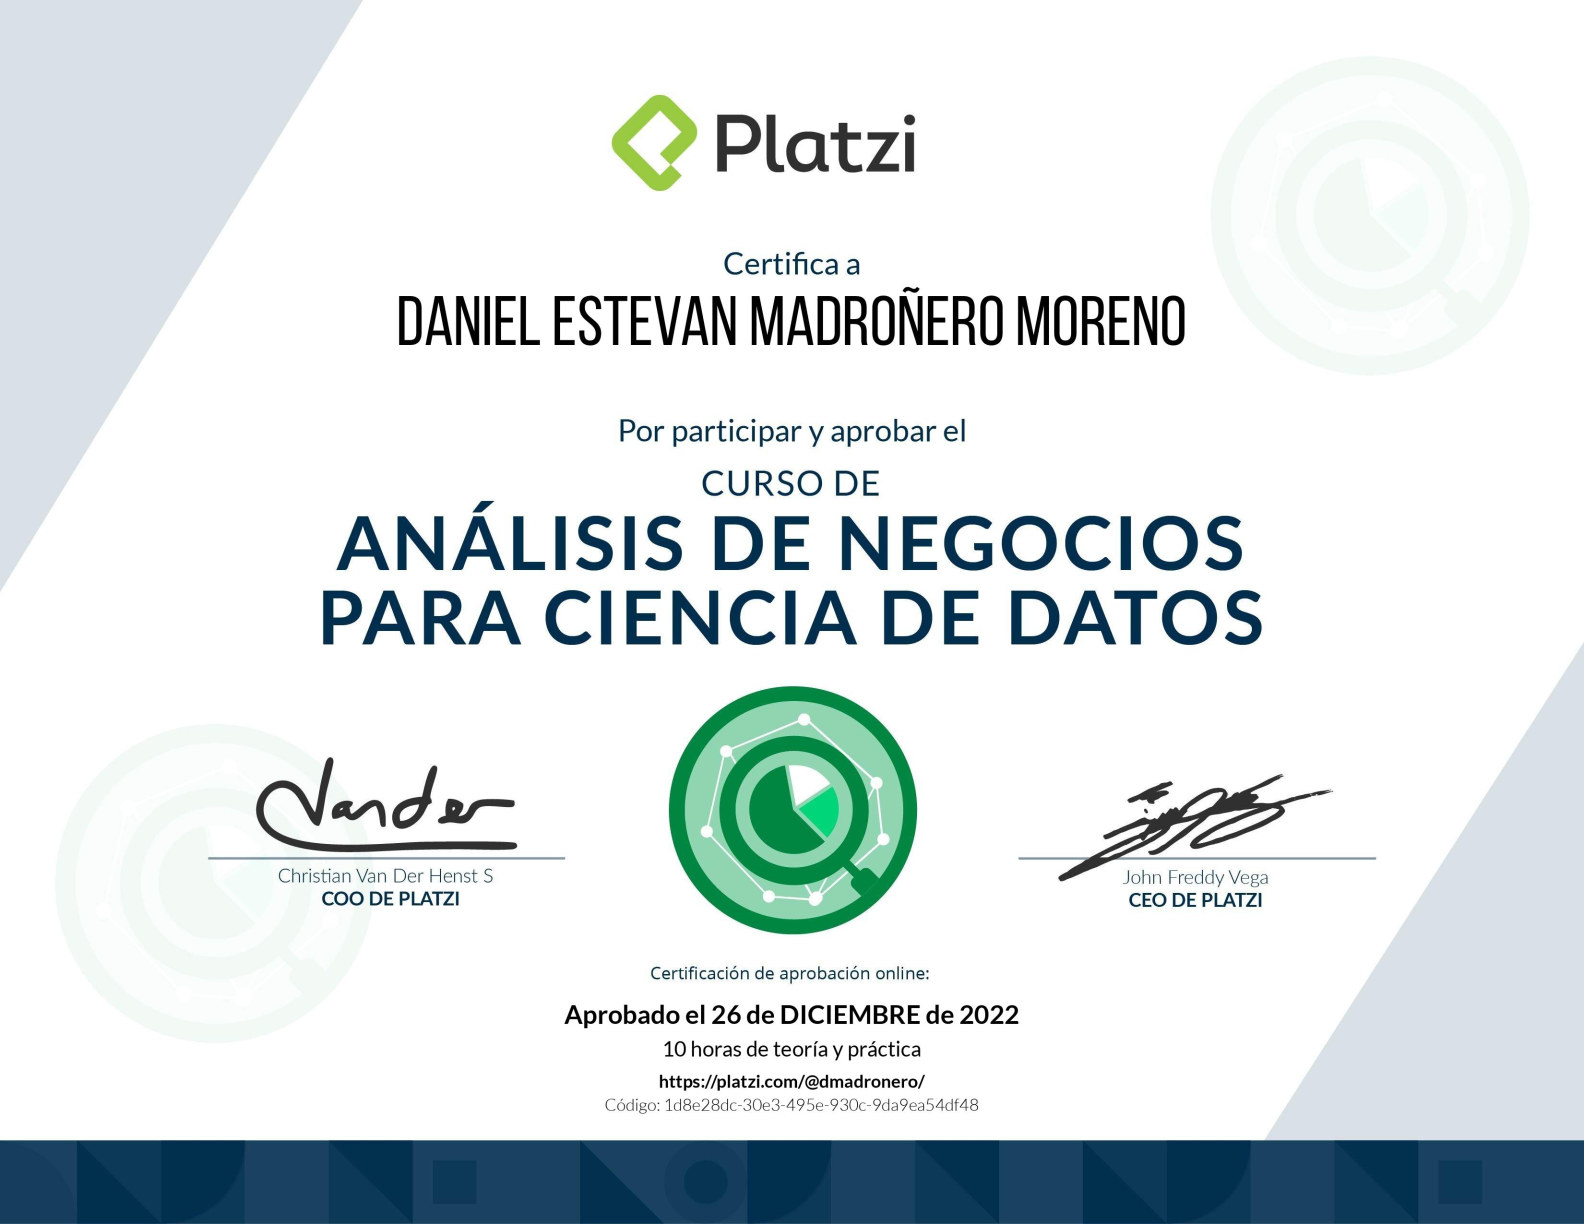 Platzi
Certifica a
DANIEL ESTEVAN MADROÑERO MORENO
Por participar y aprobar el
CURSO DE
ANÁLISIS DE NEGOCIOS
PARA CIENCIA DE DATOS
Vander
Christian Van Der Henst S
COO DE PLATZI
John Freddy Vega
CEO DE PLATZI
Certificación de aprobación online:
Aprobado el 26 de DICIEMBRE de 2022
10 horas de teoría y práctica
https://platzi.com/@dmadronero/
Código: 1d8e28dc-30e3-495e-930c-9da9ea54df48